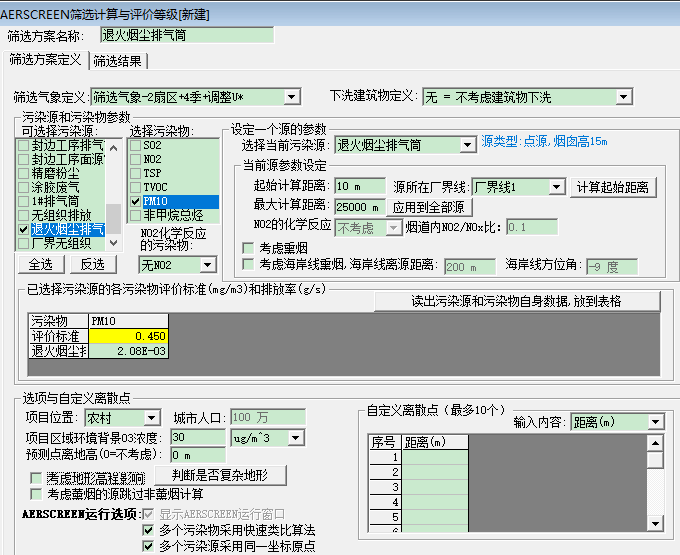 AERSCREEN筛选计算与评价等级[新建]
筛选方案名称: 退火烟尘排气筒
筛选方案定义 筛选结果
筛选气象定义: 筛选气象-2扇区+4季+调整U* 下洗建筑物定义: 无 = 不考虑建筑物下洗
污染源和污染物参数
可选择污染源: 选择污染物: 设定一个源的参数
封边工序排气 SO2 选择当前污染源: 退火烟尘排气筒 源类型:点源,烟囱高15m
封边工序面源 NO2
精磨粉尘 TSP 当前源参数设定
涂胶废气 TVOC 起始计算距离: 10 m 源所在厂界线: 厂界线1 计算起始距离
1#排气筒 PM10
无组织排放 非甲烷总烃 最大计算距离: 25000 m 应用到全部源
退火烟尘排气 NO2化学反应 NO2的化学反应 不考虑 烟道内NO2/NOx比: 0.1
厂界无组织 的污染物: 考虑重烟
全选 反选 无NO2 考虑海岸线重烟,海岸线离源距离: 200 m 海岸线方位角: -9 度
已选择污染源的各污染物评价标准(mg/m3)和排放率(g/s)
读出污染源和污染物自身数据,放到表格
污染物 PM10
评价标准 0.450
退火烟尘排 2.08E-03
选项与自定义离散点
项目位置: 农村 城市人口: 100 万 自定义离散点（最多10个）
输入内容: 距离(m)
项目区域环境背景O3浓度: 30 ug/m^3
预测点离地高(0=不考虑): 0 m
序号 距离(m)
1
2
3
4
5
6
考虑地形高程影响 判断是否复杂地形
考虑薰烟的源跳过非薰烟计算
AERSCREEN运行选项: 显示AERSCREEN运行窗口
多个污染物采用快速类比算法
多个污染源采用同一坐标原点